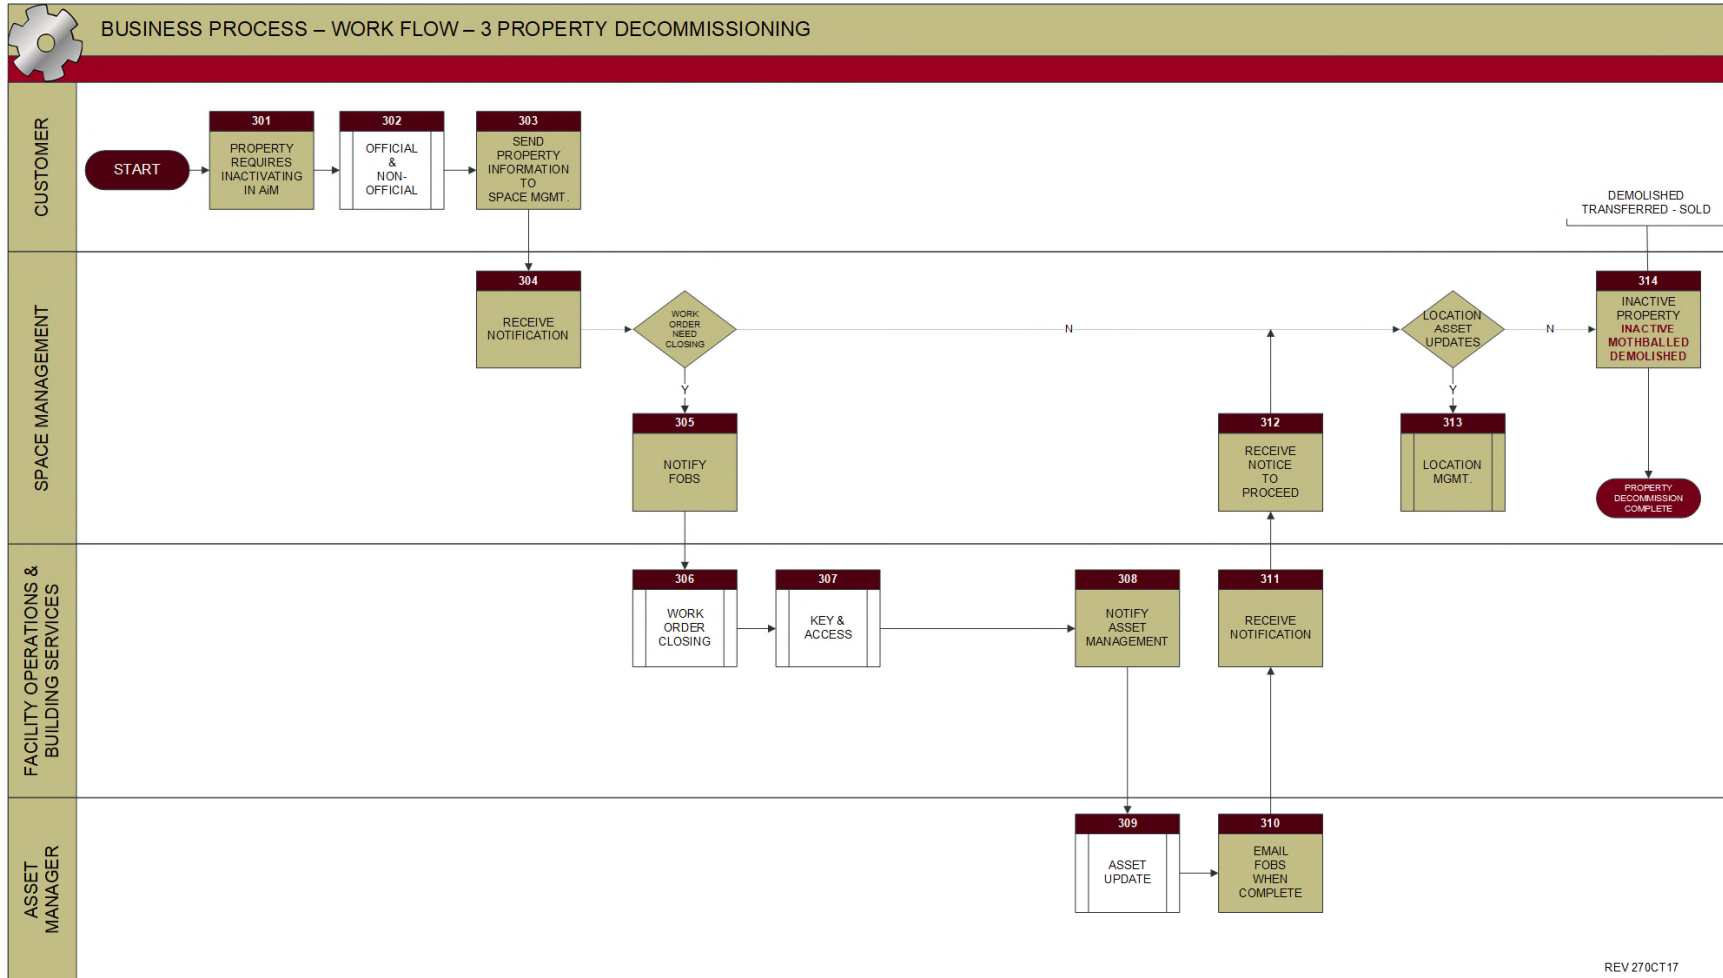 BUSINESS PROCESS – WORK FLOW – 3 PROPERTY DECOMMISSIONING
CUSTOMER
START
301
PROPERTY
REQUIRES
INACTIVATING
IN AiM
302
OFFICIAL
&
NON-
OFFICIAL
303
SEND
PROPERTY
INFORMATION
TO
SPACE MGMT.
DEMOLISHED
TRANSFERRED - SOLD
SPACE MANAGEMENT
304
RECEIVE
NOTIFICATION
WORK
ORDER
NEED
CLOSING
N
Y
305
NOTIFY
FOBS
312
RECEIVE
NOTICE
TO
PROCEED
LOCATION
ASSET
UPDATES
N
Y
313
LOCATION
MGMT.
314
INACTIVE
PROPERTY
INACTIVE
MOTHBALLED
DEMOLISHED
PROPERTY
DECOMMISSION
COMPLETE
FACILITY OPERATIONS &
BUILDING SERVICES
306
WORK
ORDER
CLOSING
307
KEY &
ACCESS
308
NOTIFY
ASSET
MANAGEMENT
311
RECEIVE
NOTIFICATION
ASSET
MANAGER
309
ASSET
UPDATE
310
EMAIL
FOBS
WHEN
COMPLETE
REV 27OCT17